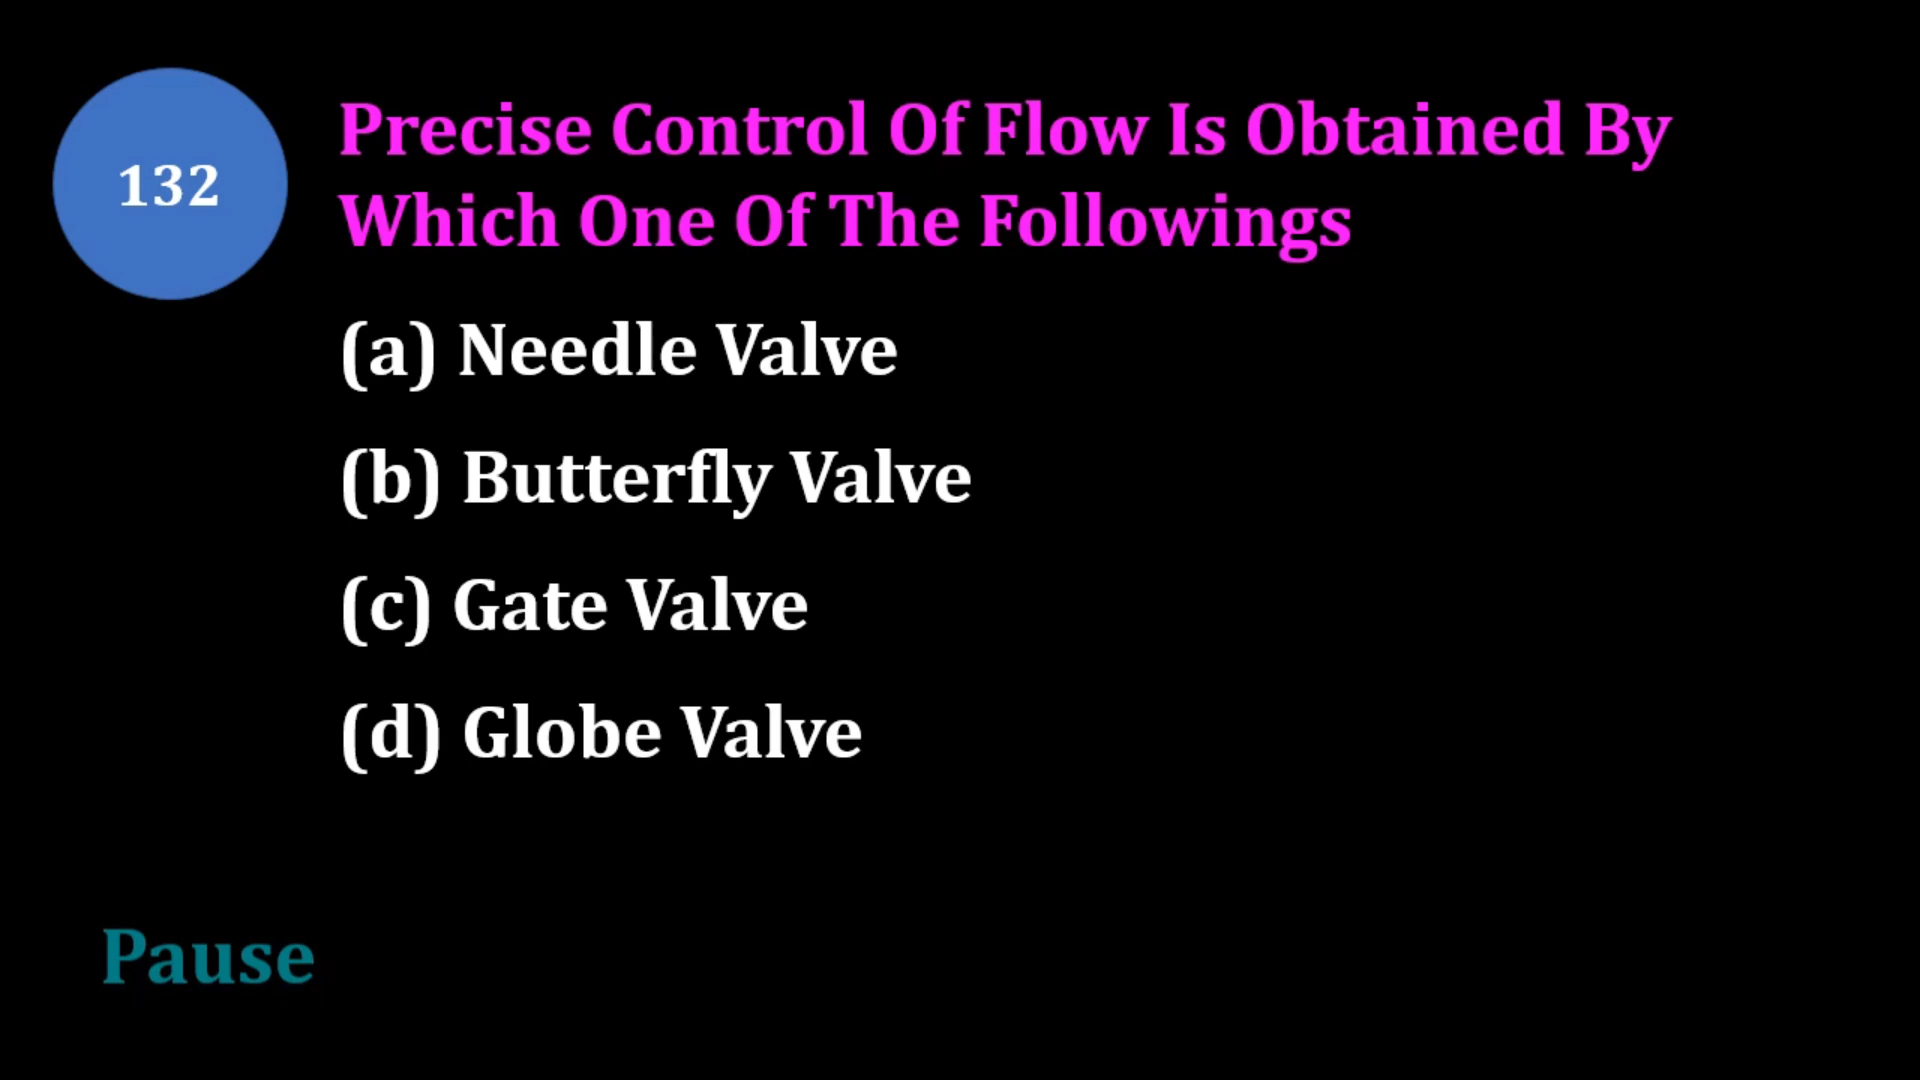 132
Precise Control Of Flow Is Obtained By
Which One Of The Followings
(a) Needle Valve
(b) Butterfly Valve
(c) Gate Valve
(d) Globe Valve
Pause